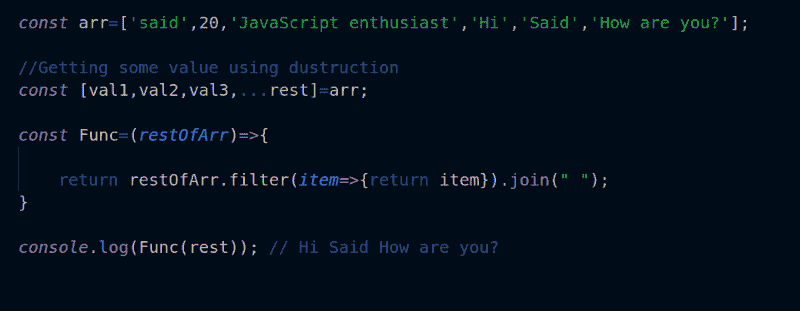 const arr=['said',20,'JavaScript enthusiast','Hi','Said','How are you?'];
//Getting some value using dustruction
const [val1,val2,val3,...rest]=arr;
const Func=(restOfArr)=>{
return restOfArr.filter(item=>{return item}).join(" ");
}
console.log(Func(rest)); // Hi Said How are you?